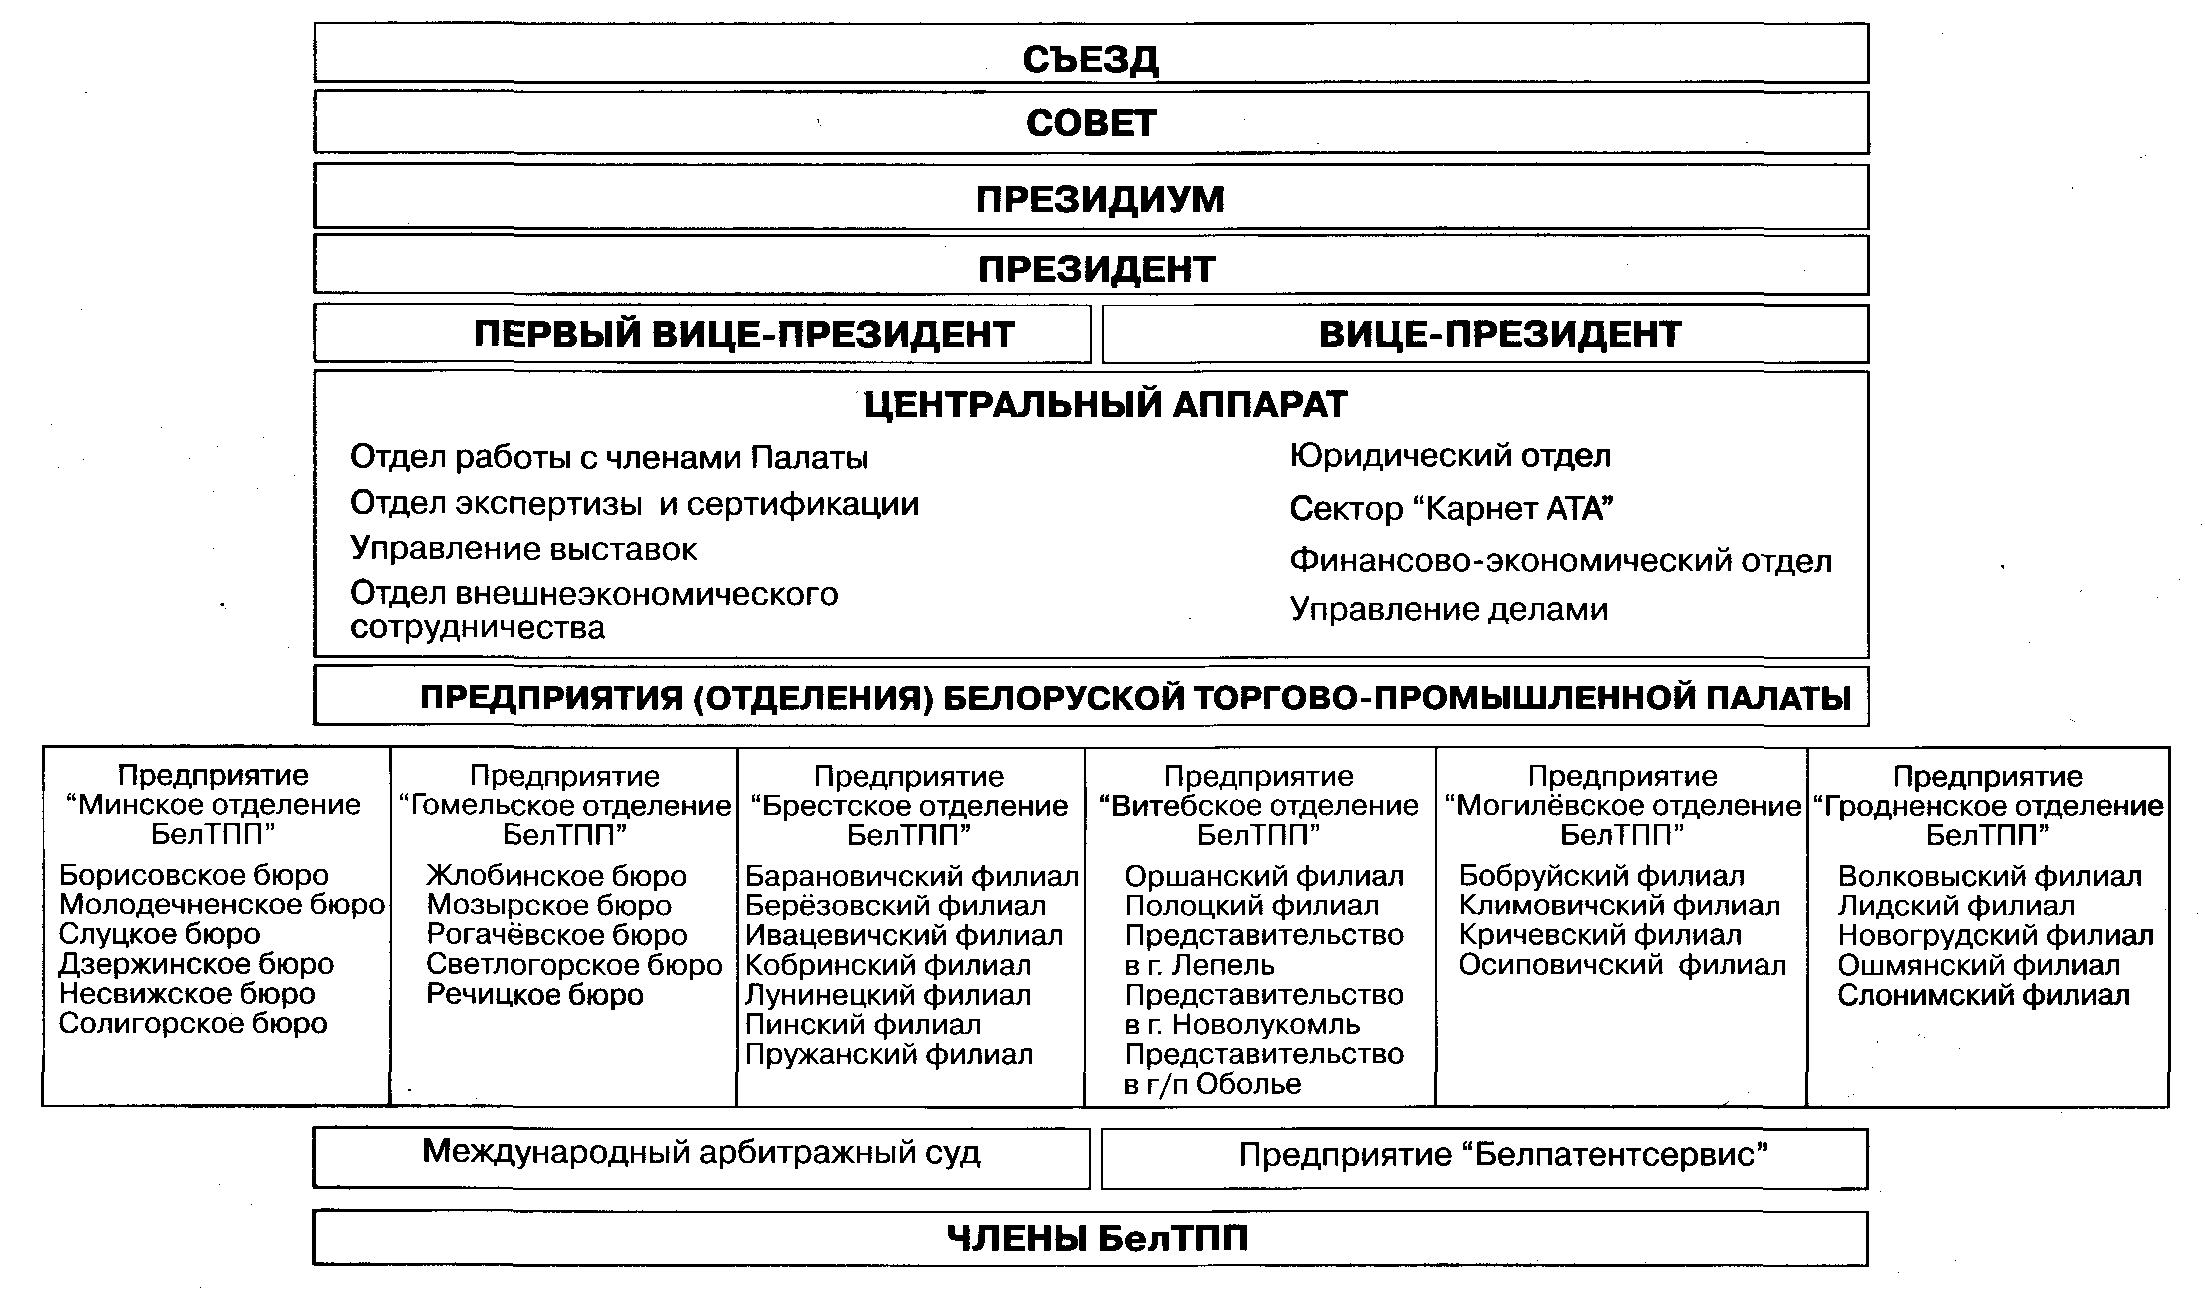 СЪЕЗД
СОВЕТ
ПРЕЗИДИУМ
ПРЕЗИДЕНТ
ПЕРВЫЙ ВИЦЕ-ПРЕЗИДЕНТ
ВИЦЕ-ПРЕЗИДЕНТ
ЦЕНТРАЛЬНЫЙ АППАРАТ
Отдел работы с членами Палаты
Отдел экспертизы и сертификации
Управление выставок
Отдел внешнеэкономического
сотрудничества
Юридический отдел
Сектор “Карнет АТА”
Финансово-экономический отдел
Управление делами
ПРЕДПРИЯТИЯ (ОТДЕЛЕНИЯ) БЕЛОРУСКОЙ ТОРГОВО-ПРОМЫШЛЕННОЙ ПАЛАТЫ
Предприятие
“Минское отделение
БелТПП”
Борисовское бюро
Молодечненское бюро
Слуцкое бюро
Дзержинское бюро
Несвижское бюро
Солигорское бюро
Предприятие
“Гомельское отделение
БелТПП”
Жлобинское бюро
Мозырское бюро
Рогачёвское бюро
Светлогорское бюро
Речицкое бюро
Предприятие
“Брестское отделение
БелТПП”
Барановичский филиал
Берёзовский филиал
Ивацевичский филиал
Кобринский филиал
Лунинецкий филиал
Пинский филиал
Пружанский филиал
Предприятие
“Витебское отделение
БелТПП”
Оршанский филиал
Полоцкий филиал
Представительство
в г. Лепель
Представительство
в г. Новолукомль
Представительство
в г/п Оболье
Предприятие
“Могилёвское отделение
БелТПП”
Бобруйский филиал
Климовичский филиал
Кричевский филиал
Осиповичский филиал
Предприятие
“Гродненское отделение
БелТПП”
Волковыский филиал
Лидский филиал
Новогрудский филиал
Ошмянский филиал
Слонимский филиал
Международный арбитражный суд
Предприятие “Белпатентсервис”
ЧЛЕНЫ БелТПП